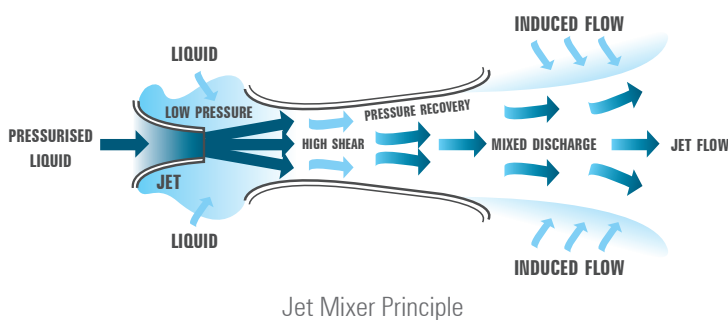 INDUCED FLOW
LIQUID
LOW PRESSURE
PRESSURE RECOVERY
PRESSURISED
LIQUID
HIGH SHEAR
MIXED DISCHARGE
JET FLOW
JET
LIQUID
INDUCED FLOW
Jet Mixer Principle